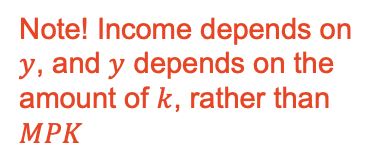 Note! Income depends on
y, and y depends on the
amount of k, rather than
MPK